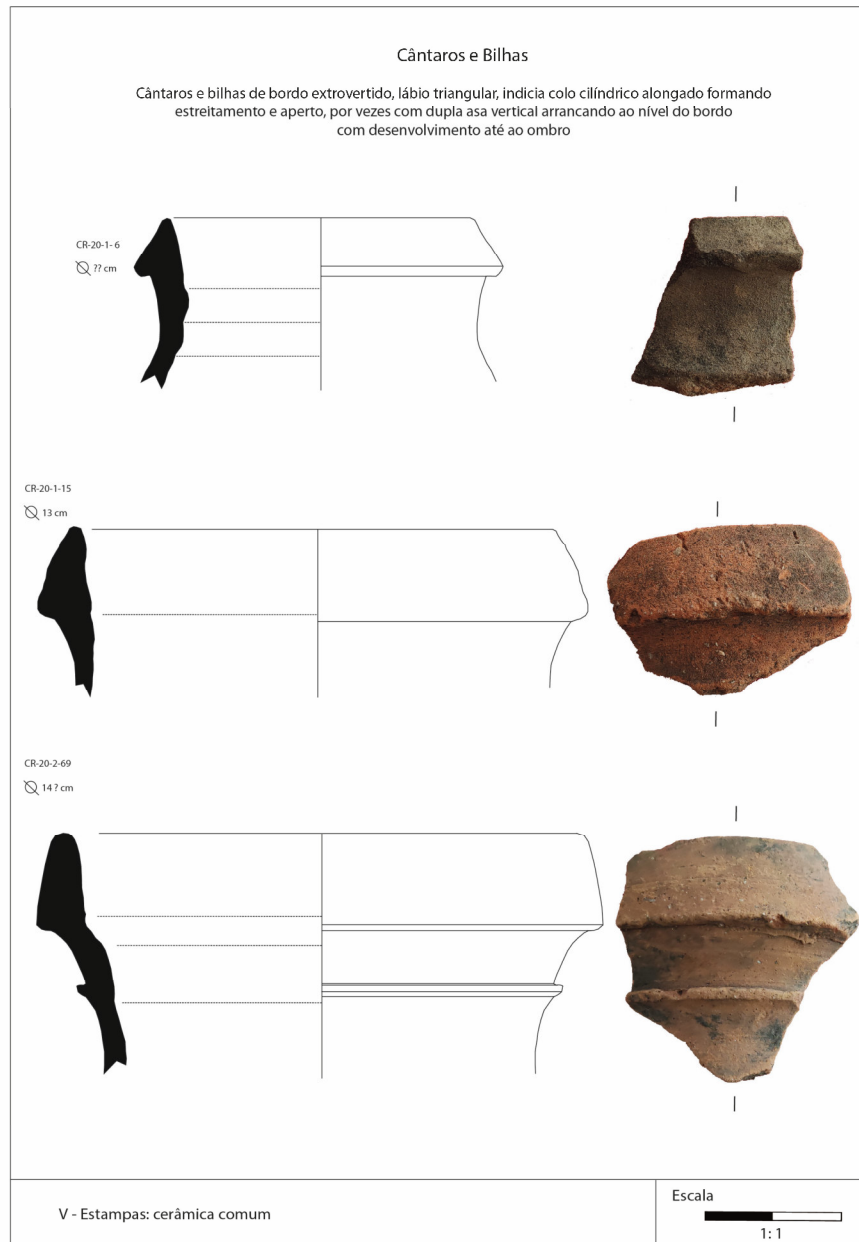 Cântaros e Bilhas
Cântaros e bilhas de bordo extrovertido, lábio triangular, indicia colo cilíndrico alongado formando
estreitamento e aperto, por vezes com dupla asa vertical arrancando ao nível do bordo
com desenvolvimento até ao ombro
CR-20-1- 6
?? cm
CR-20-1-15
13 cm
CR-20-2-69
14 ? cm
V - Estampas: cerâmica comum
Escala
1: 1